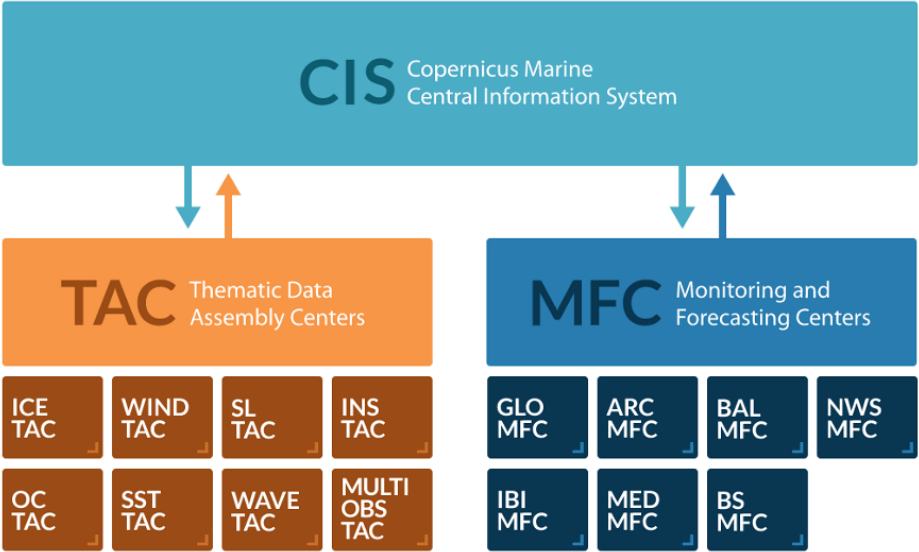 CIS
Copernicus Marine
Central Information System
TAC
Thematic Data
Assembly Centers
MFC
Monitoring and
Forecasting Centers
ICE
TAC
WIND
TAC
SL
TAC
INS
TAC
GLO
MFC
ARC
MFC
BAL
MFC
NWS
MFC
OC
TAC
SST
TAC
WAVE
TAC
MULTI
OBS
TAC
IBI
MFC
MED
MFC
BS
MFC